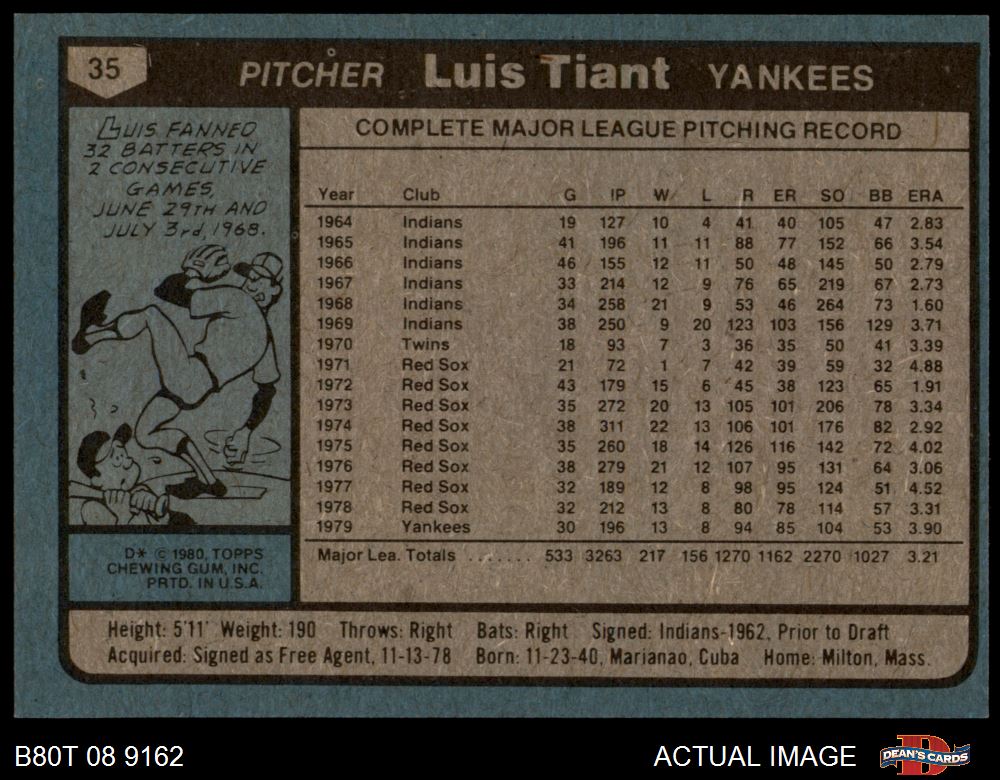 35 PITCHER Luis Tiant YANKEES
LUIS FANNED
32 BATTERS IN
2 CONSECUTIVE
GAMES,
JUNE 29TH AND
JULY 3rd, 1968.
COMPLETE MAJOR LEAGUE PITCHING RECORD
Year Club G IP W L R ER SO BB ERA
1964 Indians 19 127 10 4 41 40 105 47 2.83
1965 Indians 41 196 11 11 88 77 152 66 3.54
1966 Indians 46 155 12 11 50 48 145 50 2.79
1967 Indians 33 214 12 9 76 65 219 67 2.73
1968 Indians 34 258 21 9 53 46 264 73 1.60
1969 Indians 38 250 9 20 123 103 156 129 3.71
1970 Twins 18 93 7 3 36 35 50 41 3.39
1971 Red Sox 21 72 1 7 42 39 59 32 4.88
1972 Red Sox 43 179 15 6 45 38 123 65 1.91
1973 Red Sox 35 272 20 13 105 101 206 78 3.34
1974 Red Sox 38 311 22 13 106 101 176 82 2.92
1975 Red Sox 35 260 18 14 126 116 142 72 4.02
1976 Red Sox 38 279 21 12 107 95 131 64 3.06
1977 Red Sox 32 189 12 8 98 95 124 51 4.52
1978 Red Sox 32 212 13 8 80 78 114 57 3.31
1979 Yankees 30 196 13 8 94 85 104 53 3.90
Major Lea. Totals ....... 533 3263 217 156 1270 1162 2270 1027 3.21
D* © 1980, TOPPS
CHEWING GUM, INC.
PRTD. IN U.S.A.
Height: 5'11" Weight: 190 Throws: Right Bats: Right Signed: Indians-1962, Prior to Draft
Acquired: Signed as Free Agent, 11-13-78 Born: 11-23-40, Marianao, Cuba Home: Milton, Mass.
B80T 08 9162 ACTUAL IMAGE DEAN'S CARDS